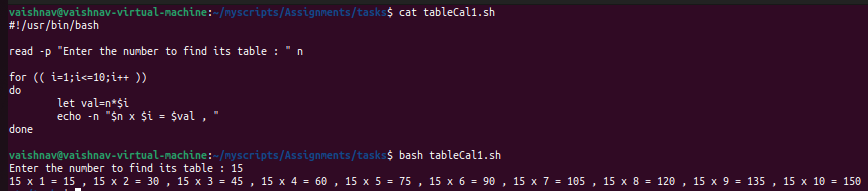 vaishnav@vaishnav-virtual-machine:~/myscripts/Assignments/tasks$ cat tableCal1.sh
#!/usr/bin/bash
read -p "Enter the number to find its table : " n
for (( i=1;i<=10;i++ ))
do
let val=n*$i
echo -n "$n x $i = $val , "
done
vaishnav@vaishnav-virtual-machine:~/myscripts/Assignments/tasks$ bash tableCal1.sh
Enter the number to find its table : 15
15 x 1 = 15 , 15 x 2 = 30 , 15 x 3 = 45 , 15 x 4 = 60 , 15 x 5 = 75 , 15 x 6 = 90 , 15 x 7 = 105 , 15 x 8 = 120 , 15 x 9 = 135 , 15 x 10 = 150